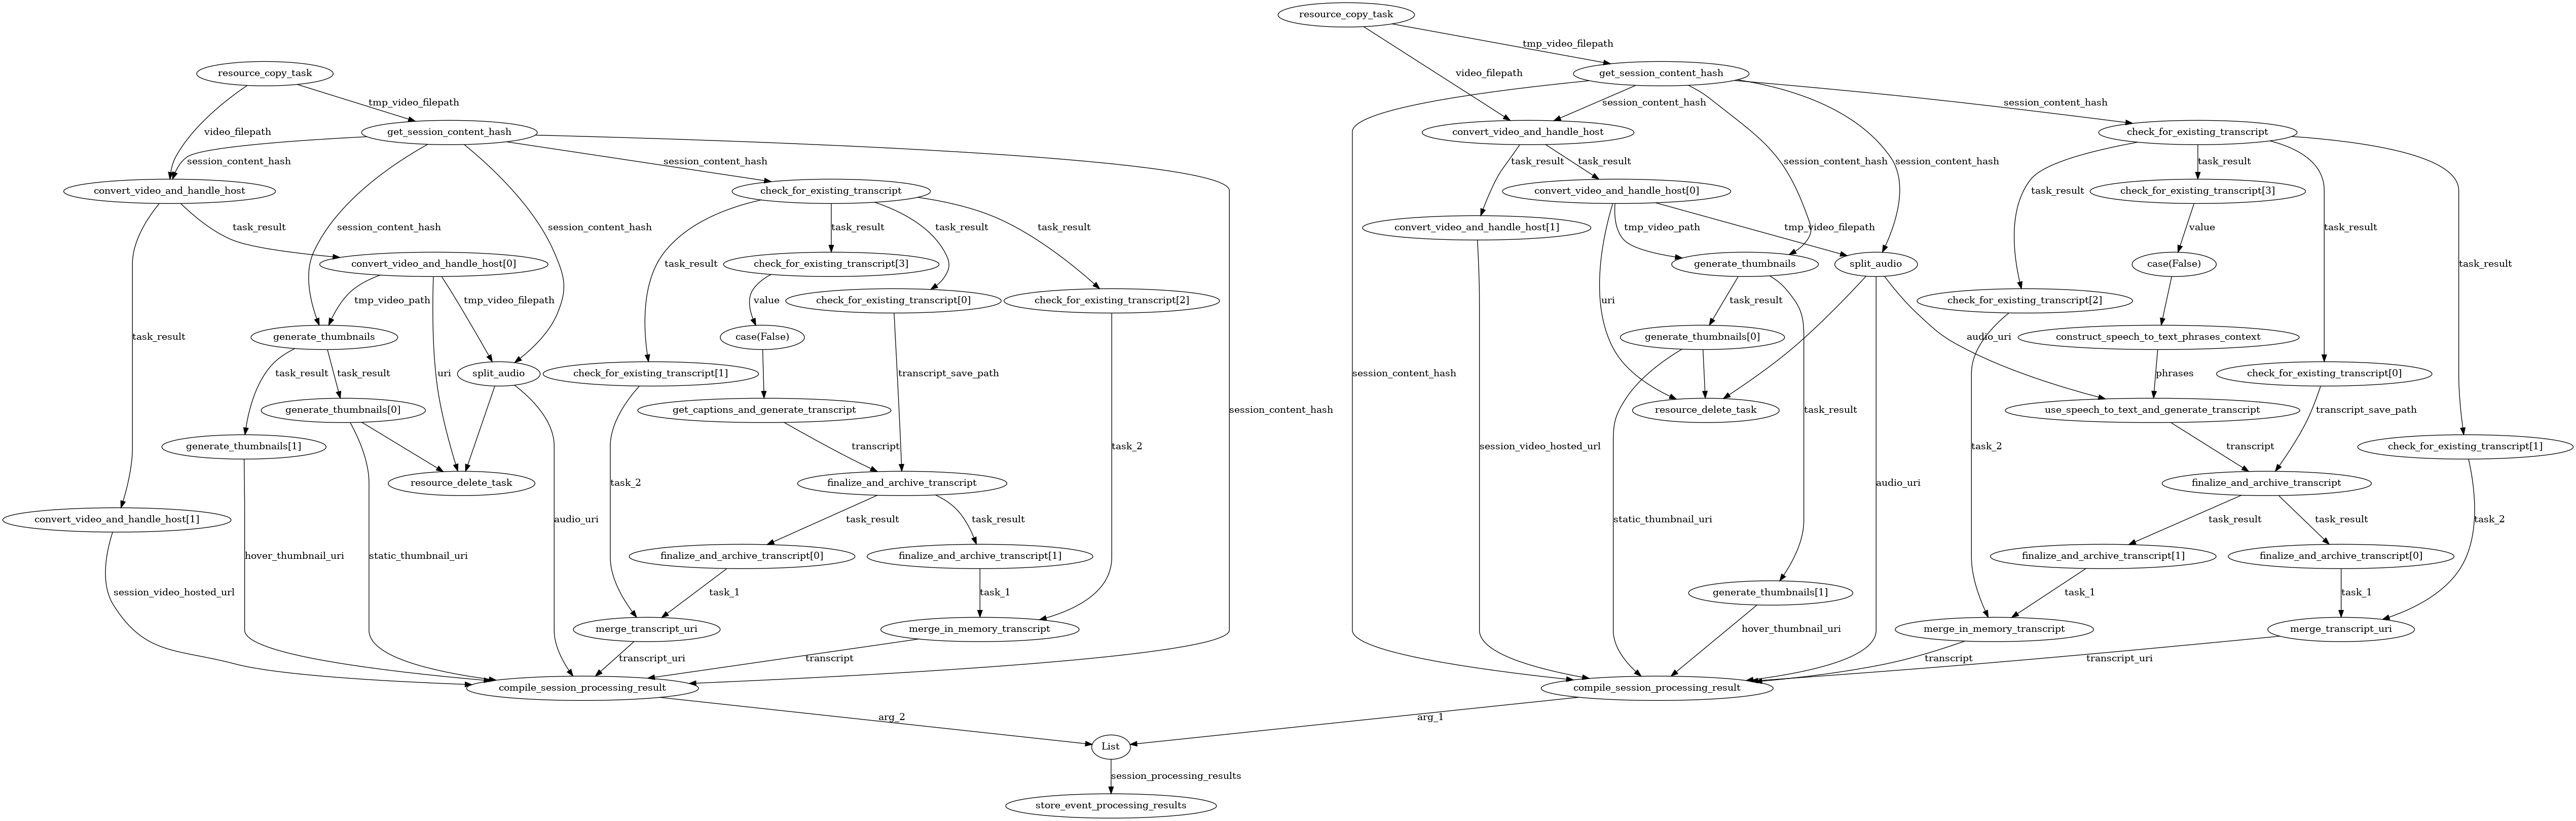 resource_copy_task
tmp_video_filepath
resource_copy_task
video_filepath
get_session_content_hash
tmp_video_filepath
session_content_hash
session_content_hash
video_filepath
get_session_content_hash
convert_video_and_handle_host
check_for_existing_transcript
session_content_hash
session_content_hash
task_result
task_result
session_content_hash
session_content_hash
task_result
convert_video_and_handle_host
check_for_existing_transcript
convert_video_and_handle_host[0]
task_result
check_for_existing_transcript[3]
task_result
session_content_hash
session_content_hash
task_result
task_result
task_result
convert_video_and_handle_host[1]
tmp_video_path
tmp_video_filepath
value
task_result
convert_video_and_handle_host[0]
check_for_existing_transcript[3]
generate_thumbnails
split_audio
case(False)
task_result
task_result
tmp_video_path
tmp_video_filepath
value
check_for_existing_transcript[0]
check_for_existing_transcript[2]
uri
task_result
check_for_existing_transcript[2]
task_result
generate_thumbnails
case(False)
generate_thumbnails[0]
audio_uri
construct_speech_to_text_phrases_context
task_result
task_result
uri
split_audio
check_for_existing_transcript[1]
transcript_save_path
session_content_hash
phrases
check_for_existing_transcript[0]
generate_thumbnails[0]
get_captions_and_generate_transcript
session_content_hash
resource_delete_task
task_result
use_speech_to_text_and_generate_transcript
transcript_save_path
generate_thumbnails[1]
transcript
task_2
session_video_hosted_url
task_2
transcript
check_for_existing_transcript[1]
resource_delete_task
task_2
finalize_and_archive_transcript
audio_uri
finalize_and_archive_transcript
convert_video_and_handle_host[1]
audio_uri
task_result
task_result
static_thumbnail_uri
task_result
task_result
task_2
hover_thumbnail_uri
static_thumbnail_uri
finalize_and_archive_transcript[0]
finalize_and_archive_transcript[1]
finalize_and_archive_transcript[1]
finalize_and_archive_transcript[0]
session_video_hosted_url
task_1
task_1
generate_thumbnails[1]
task_1
task_1
merge_transcript_uri
merge_in_memory_transcript
hover_thumbnail_uri
merge_in_memory_transcript
merge_transcript_uri
transcript_uri
transcript
transcript
transcript_uri
compile_session_processing_result
compile_session_processing_result
arg_2
arg_1
List
session_processing_results
store_event_processing_results